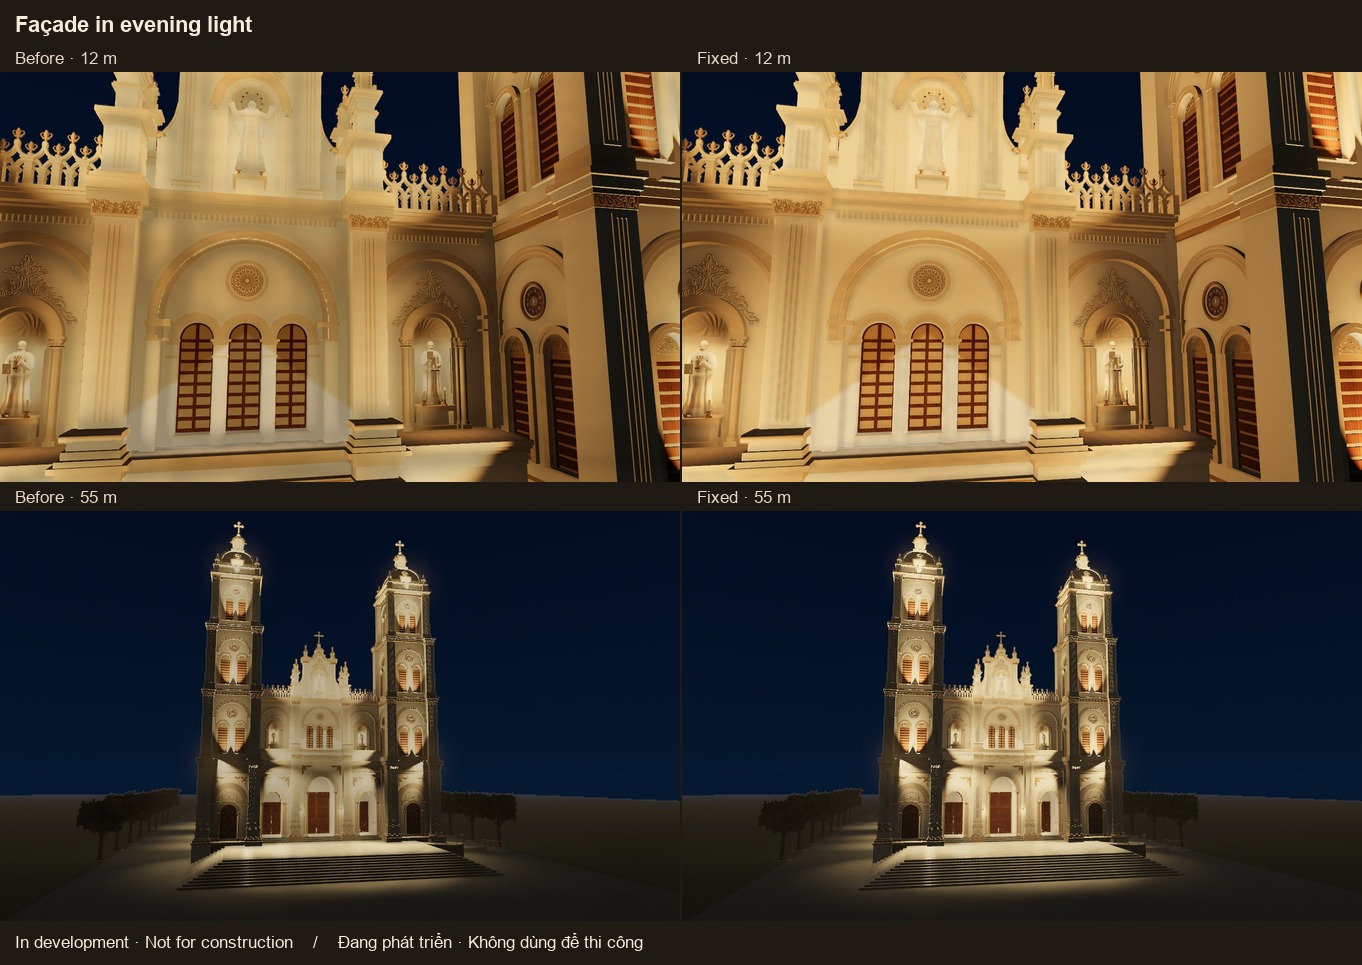 Façade in evening light
Before · 12 m
Fixed · 12 m
Before · 55 m
Fixed · 55 m
In development · Not for construction / Đang phát triển · Không dùng để thi công